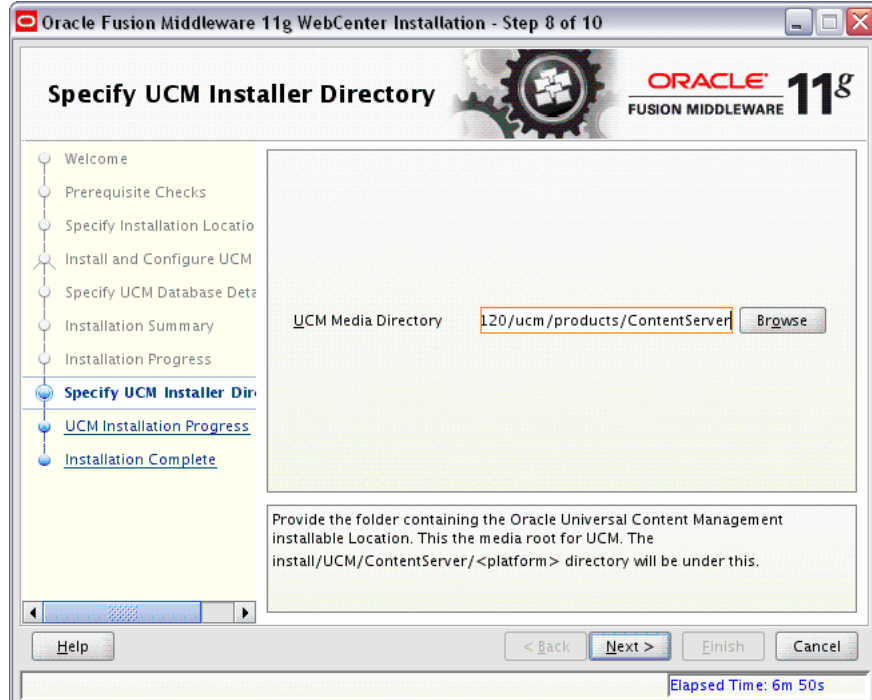 Oracle Fusion Middleware 11g WebCenter Installation - Step 8 of 10
Specify UCM Installer Directory
ORACLE
FUSION MIDDLEWARE
11g
Welcome
Prerequisite Checks
Specify Installation Locatio
Install and Configure UCM
Specify UCM Database Deta
Installation Summary
Installation Progress
Specify UCM Installer Dire
UCM Installation Progress
Installation Complete
UCM Media Directory
120/ucm/products/ContentServer
Browse
Provide the folder containing the Oracle Universal Content Management
installable Location. This the media root for UCM. The
install/UCM/ContentServer/<platform> directory will be under this.
Help
< Back
Next >
Finish
Cancel
Elapsed Time: 6m 50s